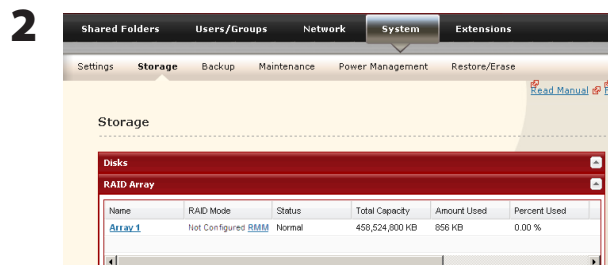 2
Shared Folders Users/Groups Network System Extensions
Settings Storage Backup Maintenance Power Management Restore/Erase
Read Manual
Storage
Disks
RAID Array
Name RAID Mode Status Total Capacity Amount Used Percent Used
Array 1 Not Configured RMM Normal 458,524,800 KB 856 KB 0.00 %